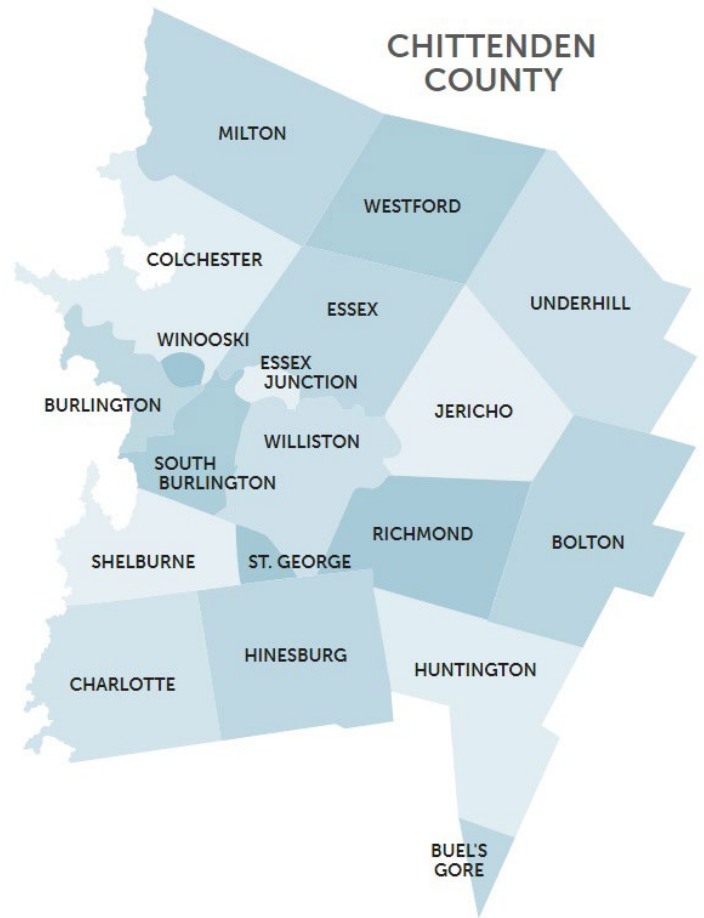 CHITTENDEN
COUNTY
MILTON
WESTFORD
COLCHESTER
UNDERHILL
ESSEX
WINOOSKI
ESSEX
JUNCTION
BURLINGTON
JERICHO
WILLISTON
SOUTH
BURLINGTON
RICHMOND
BOLTON
SHELBURNE
ST. GEORGE
HINESBURG
HUNTINGTON
CHARLOTTE
BUEL'S
GORE